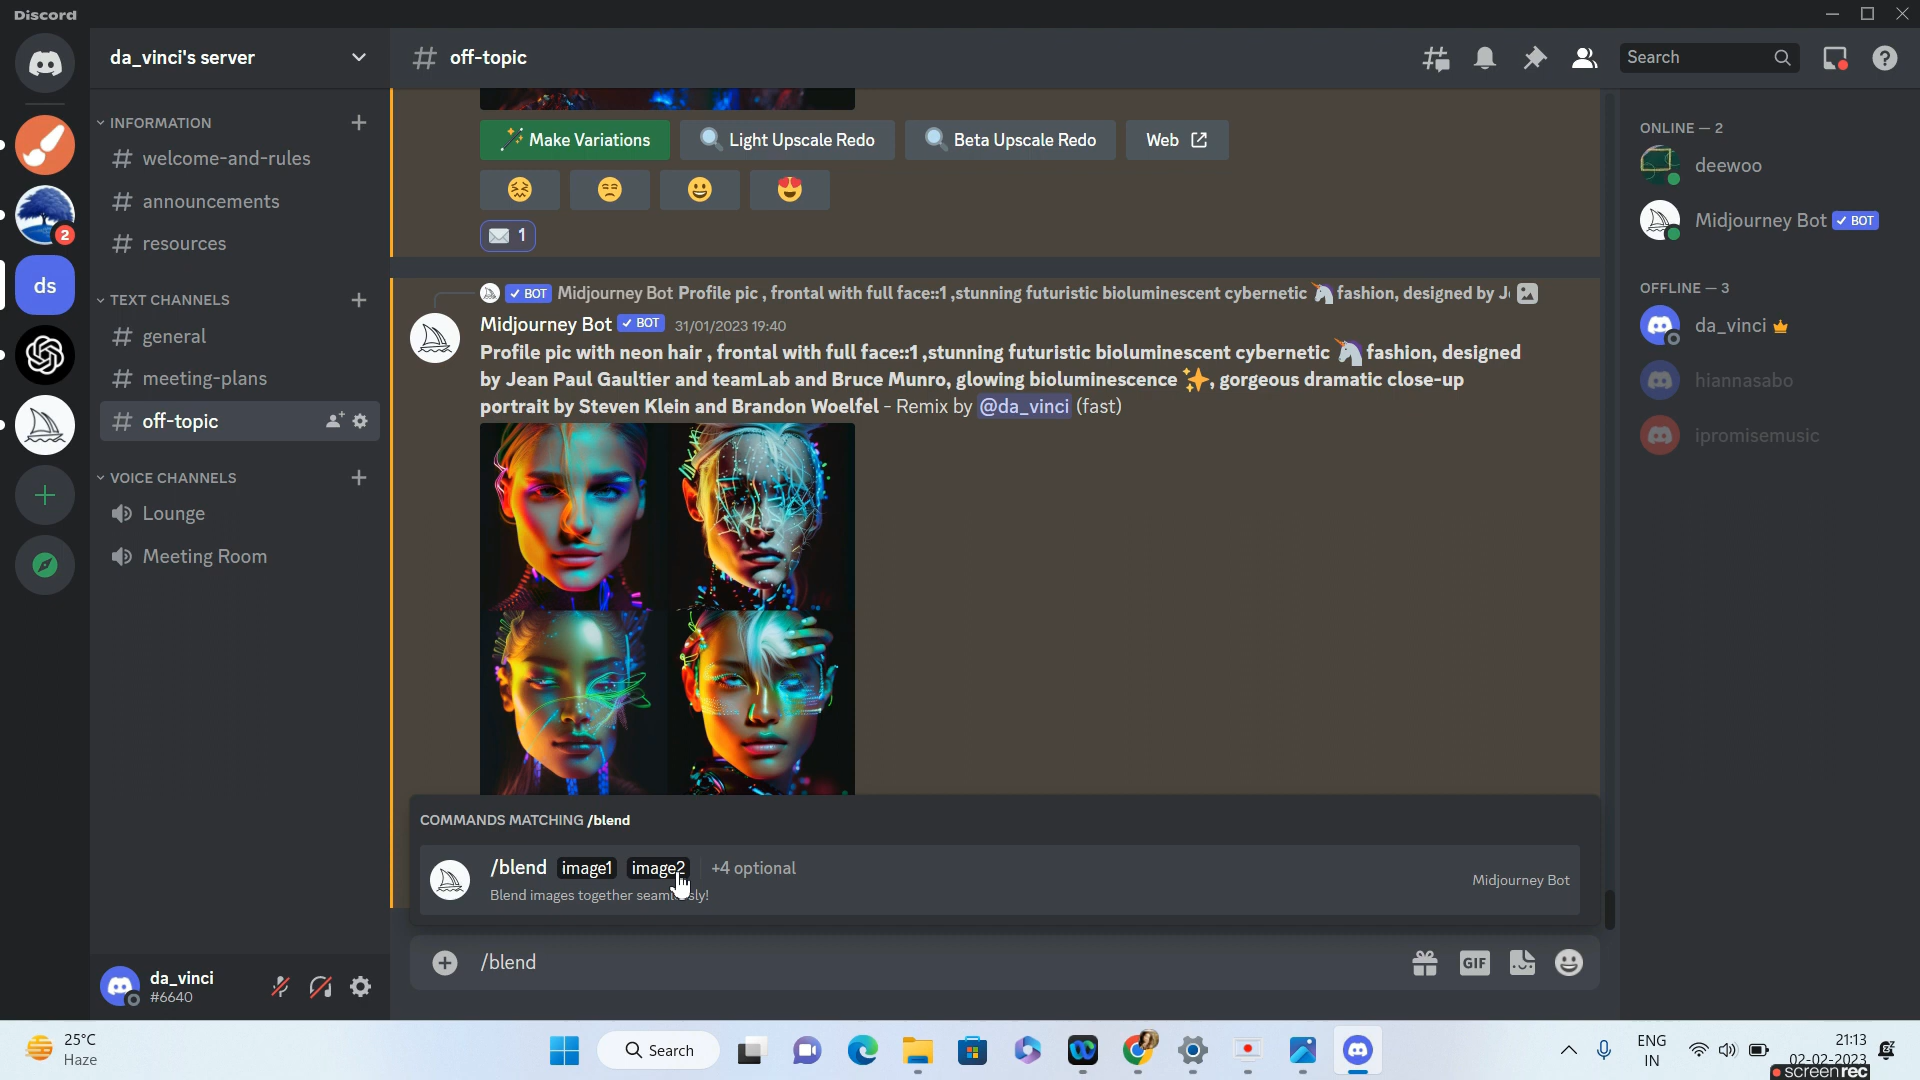 Discord
da_vinci's server
INFORMATION
welcome-and-rules
announcements
resources
TEXT CHANNELS
general
meeting-plans
off-topic
VOICE CHANNELS
Lounge
Meeting Room
da_vinci
#6640
2
ds
off-topic
Search
Make Variations
Light Upscale Redo
Beta Upscale Redo
Web
1
BOT Midjourney Bot Profile pic , frontal with full face::1 ,stunning futuristic bioluminescent cybernetic 🦄 fashion, designed by J
Midjourney Bot BOT 31/01/2023 19:40
Profile pic with neon hair , frontal with full face::1 ,stunning futuristic bioluminescent cybernetic 🦄 fashion, designed
by Jean Paul Gaultier and teamLab and Bruce Munro, glowing bioluminescence ✨, gorgeous dramatic close-up
portrait by Steven Klein and Brandon Woelfel - Remix by @da_vinci (fast)
COMMANDS MATCHING /blend
/blend image1 image2 +4 optional
Blend images together seamlessly!
Midjourney Bot
/blend
GIF
ONLINE — 2
deewoo
Midjourney Bot BOT
OFFLINE — 3
da_vinci
hiannasabo
ipromisemusic
25°C
Haze
Search
ENG
IN
21:13
02-02-2023
screenrec